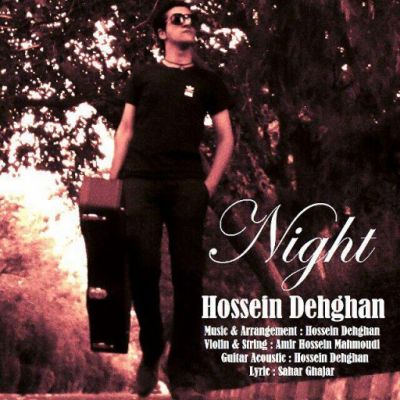 Night
Hossein Dehghan
Music & Arrangement : Hossein Dehghan
Violin & String : Amir Hossein Mahmoudi
Guitar Acoustic : Hossein Dehghan
Lyric : Sahar Ghajar